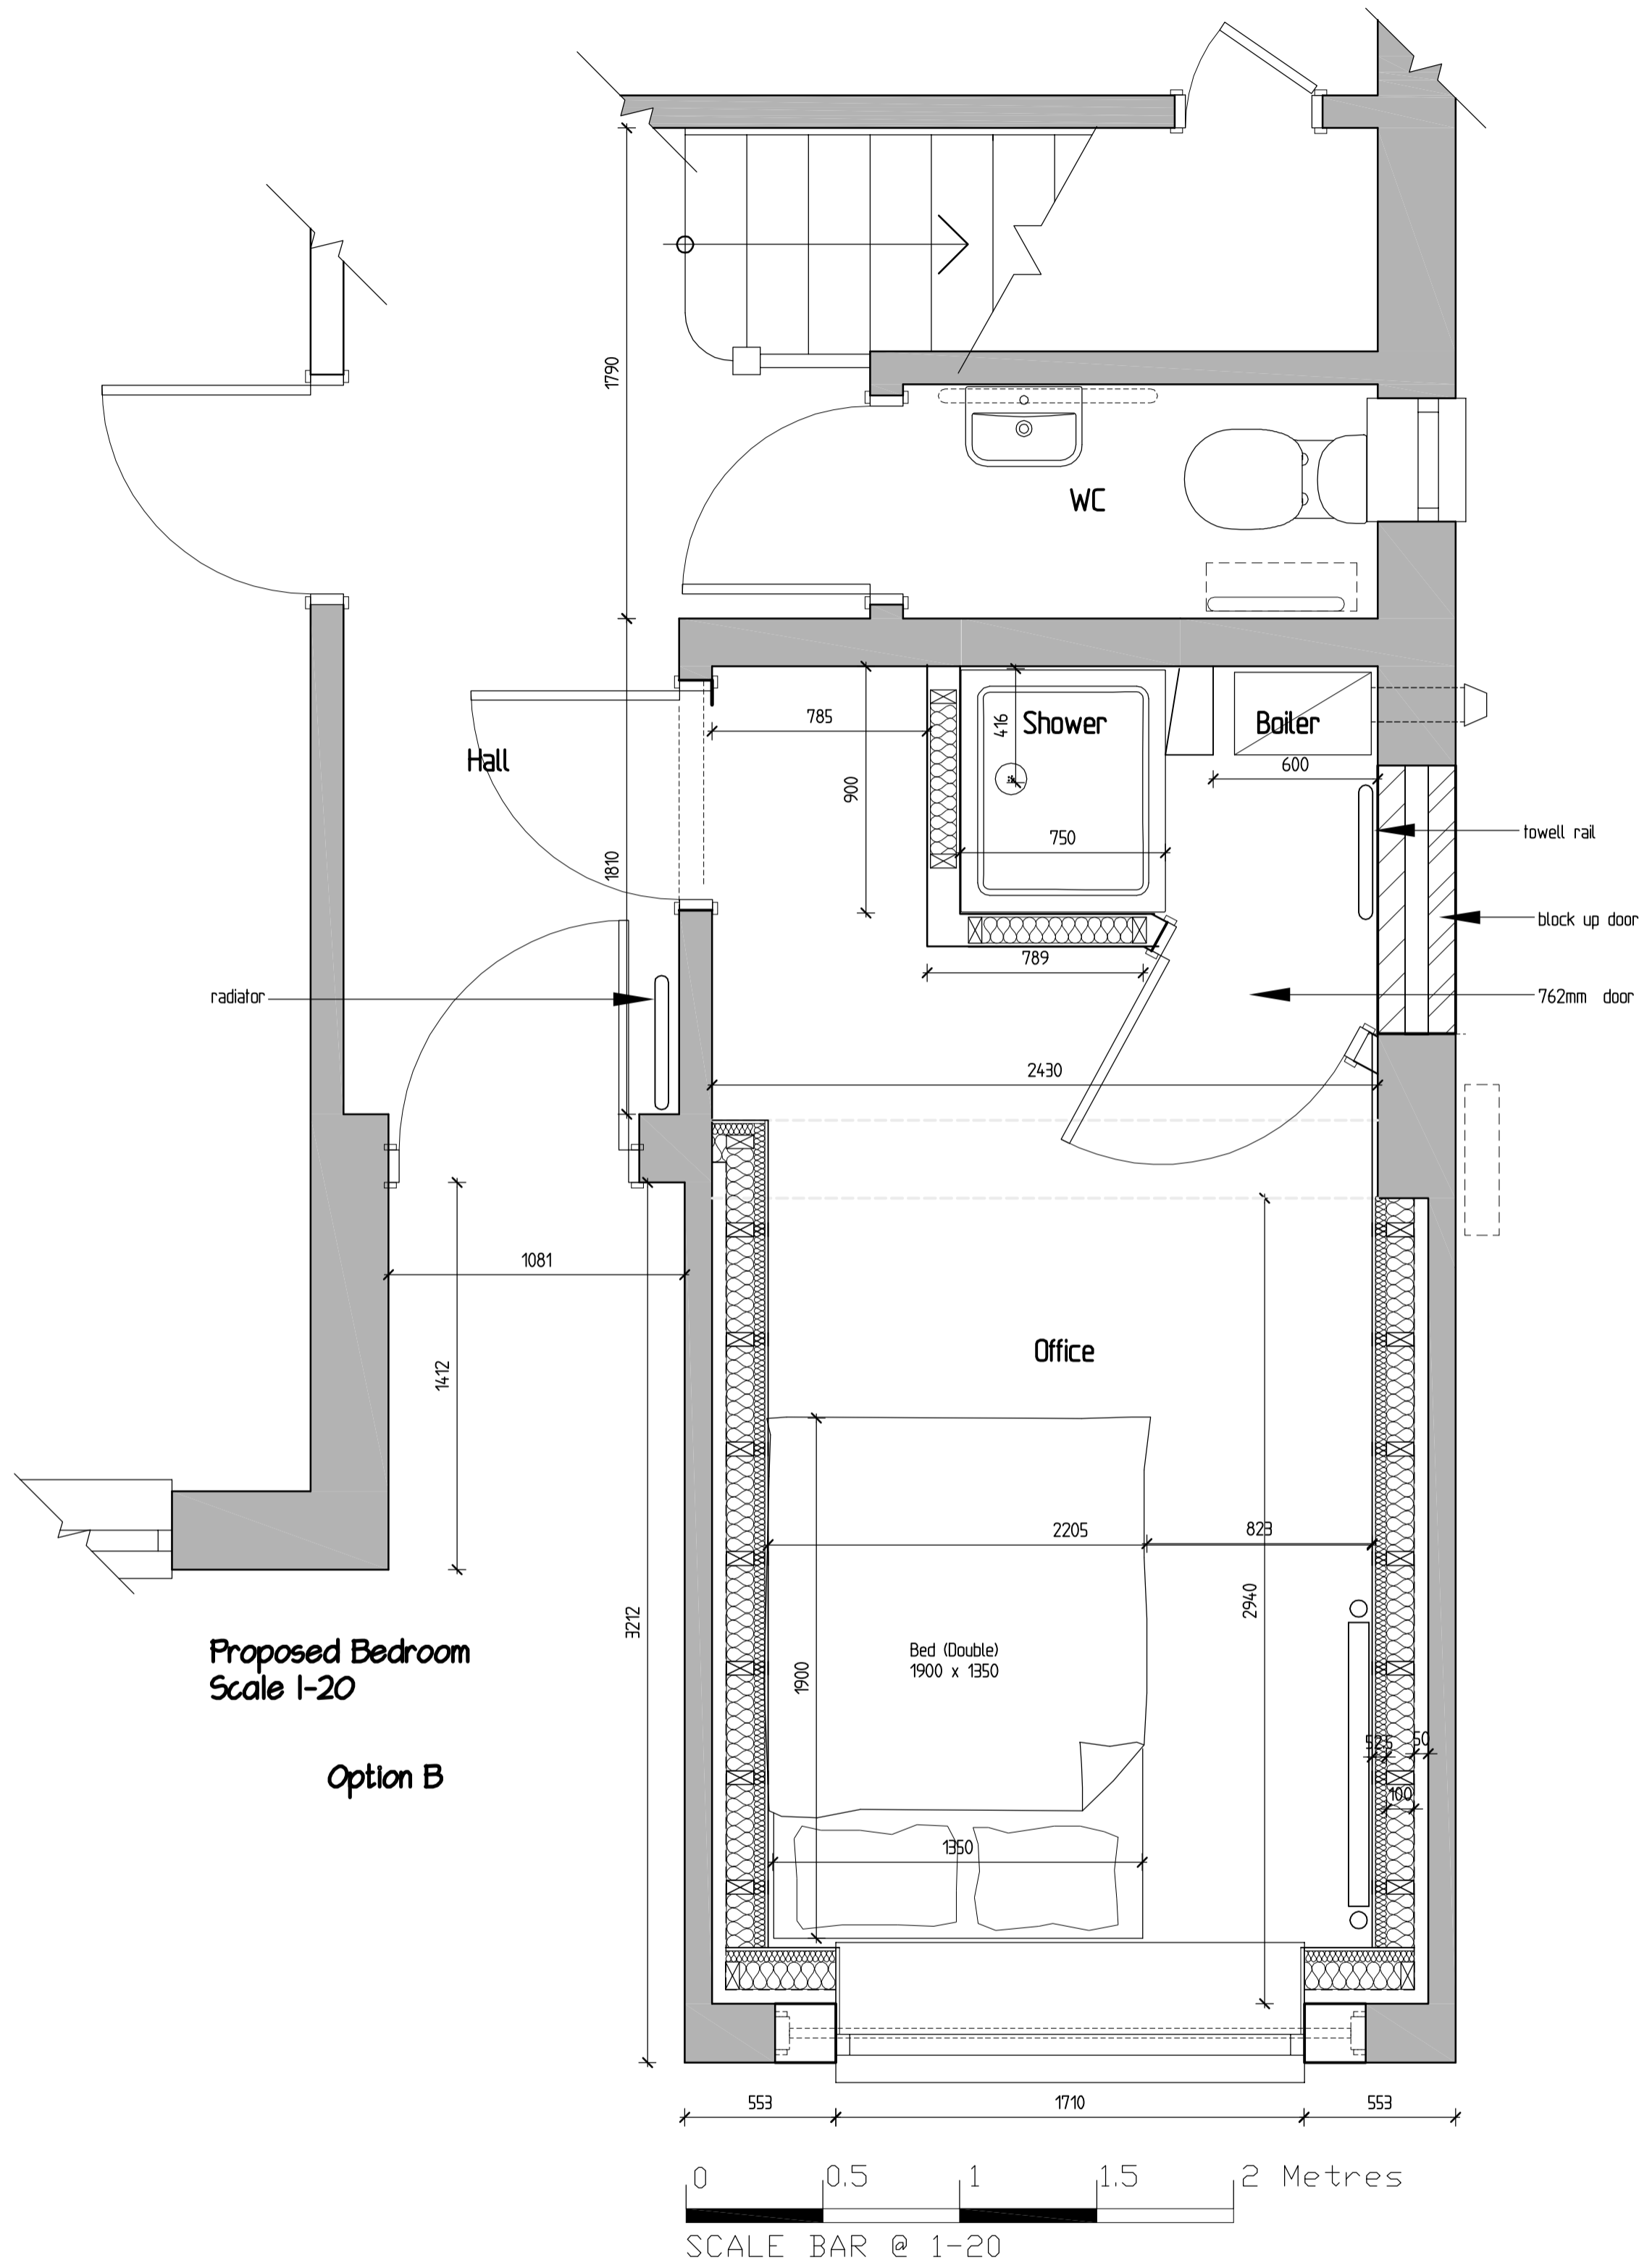 1790
WC
785
416
Shower
Boiler
Hall
600
900
750
towell rail
1810
block up door
789
radiator
762mm door
2430
1081
Office
1412
2205
823
2940
3212
Bed (Double)
1900 x 1350
1900
Proposed Bedroom
Scale 1-20
Option B
50
100
1350
553
1710
553
0
0.5
1
1.5
2 Metres
SCALE BAR @ 1-20